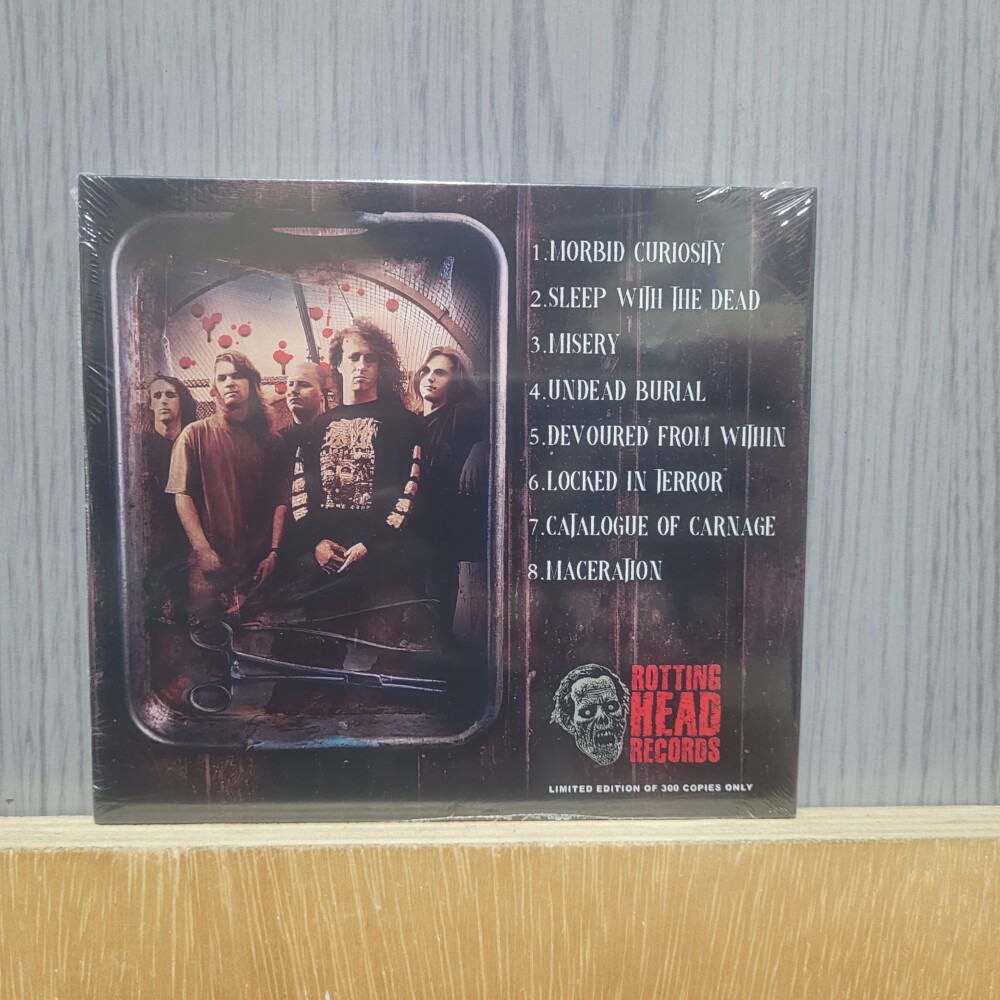 1.MORBID CURIOSITY
2.SLEEP WITH THE DEAD
3.MISERY
4.UNDEAD BURIAL
5.DEVOURED FROM WITHIN
6.LOCKED IN TERROR
7.CATALOGUE OF CARNAGE
8.MACERATION
ROTTING
HEAD
RECORDS
LIMITED EDITION OF 300 COPIES ONLY